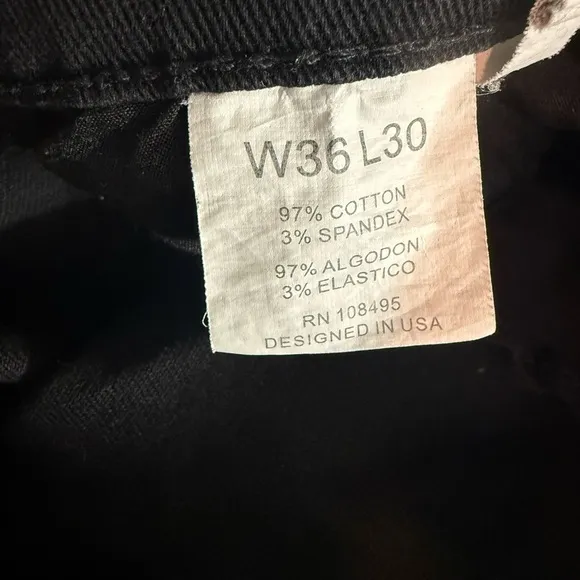 W36 L30
97% COTTON
3% SPANDEX
97% ALGODON
3% ELASTICO
RN 108495
DESIGNED IN USA